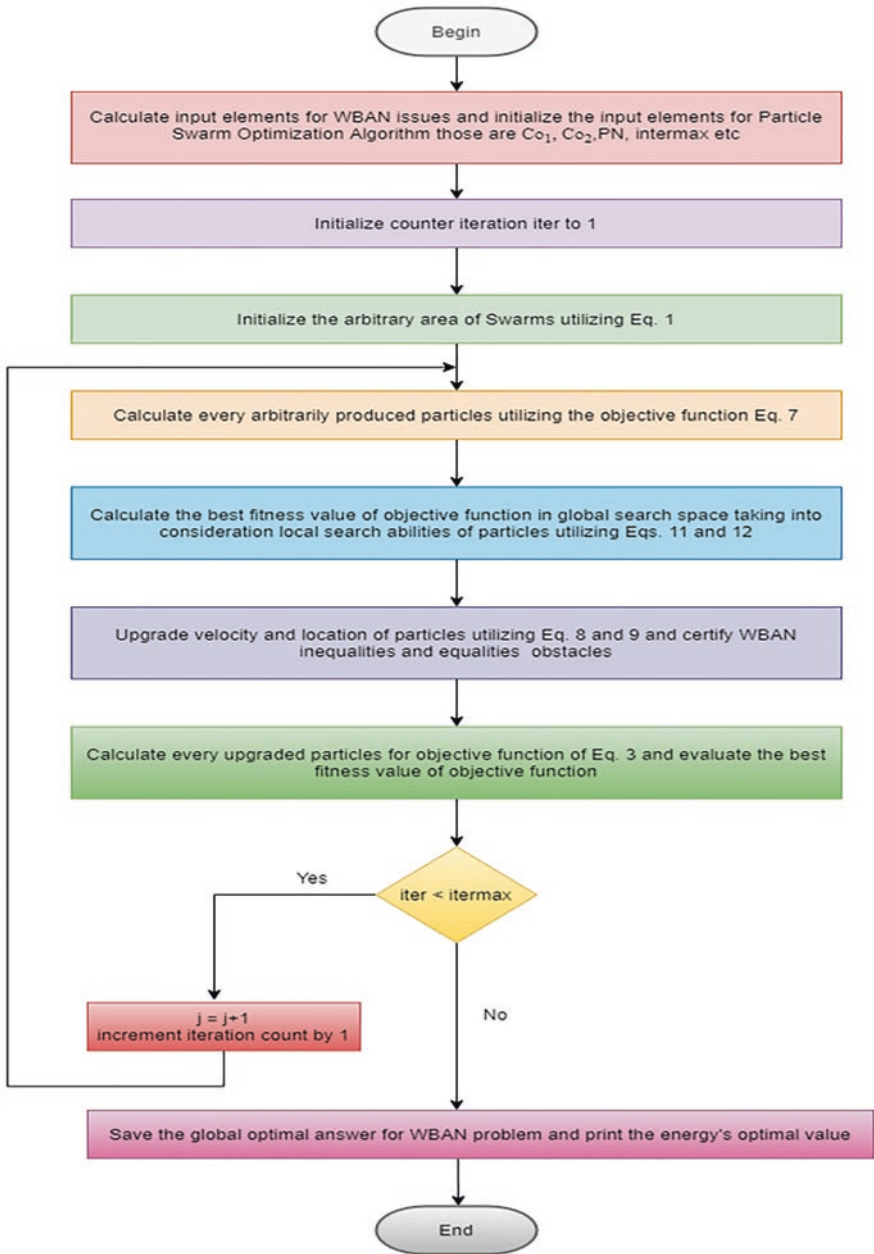 Begin
Calculate input elements for WBAN issues and initialize the input elements for Particle
Swarm Optimization Algorithm those are Co₁, Co₂,PN, intermax etc
Initialize counter iteration iter to 1
Initialize the arbitrary area of Swarms utilizing Eq. 1
Calculate every arbitrarily produced particles utilizing the objective function Eq. 7
Calculate the best fitness value of objective function in global search space taking into
consideration local search abilities of particles utilizing Eqs. 11 and 12
Upgrade velocity and location of particles utilizing Eq. 8 and 9 and certify WBAN
inequalities and equalities obstacles
Calculate every upgraded particles for objective function of Eq. 3 and evaluate the best
fitness value of objective function
Yes
iter < itermax
No
j = j+1
increment iteration count by 1
Save the global optimal answer for WBAN problem and print the energy's optimal value
End